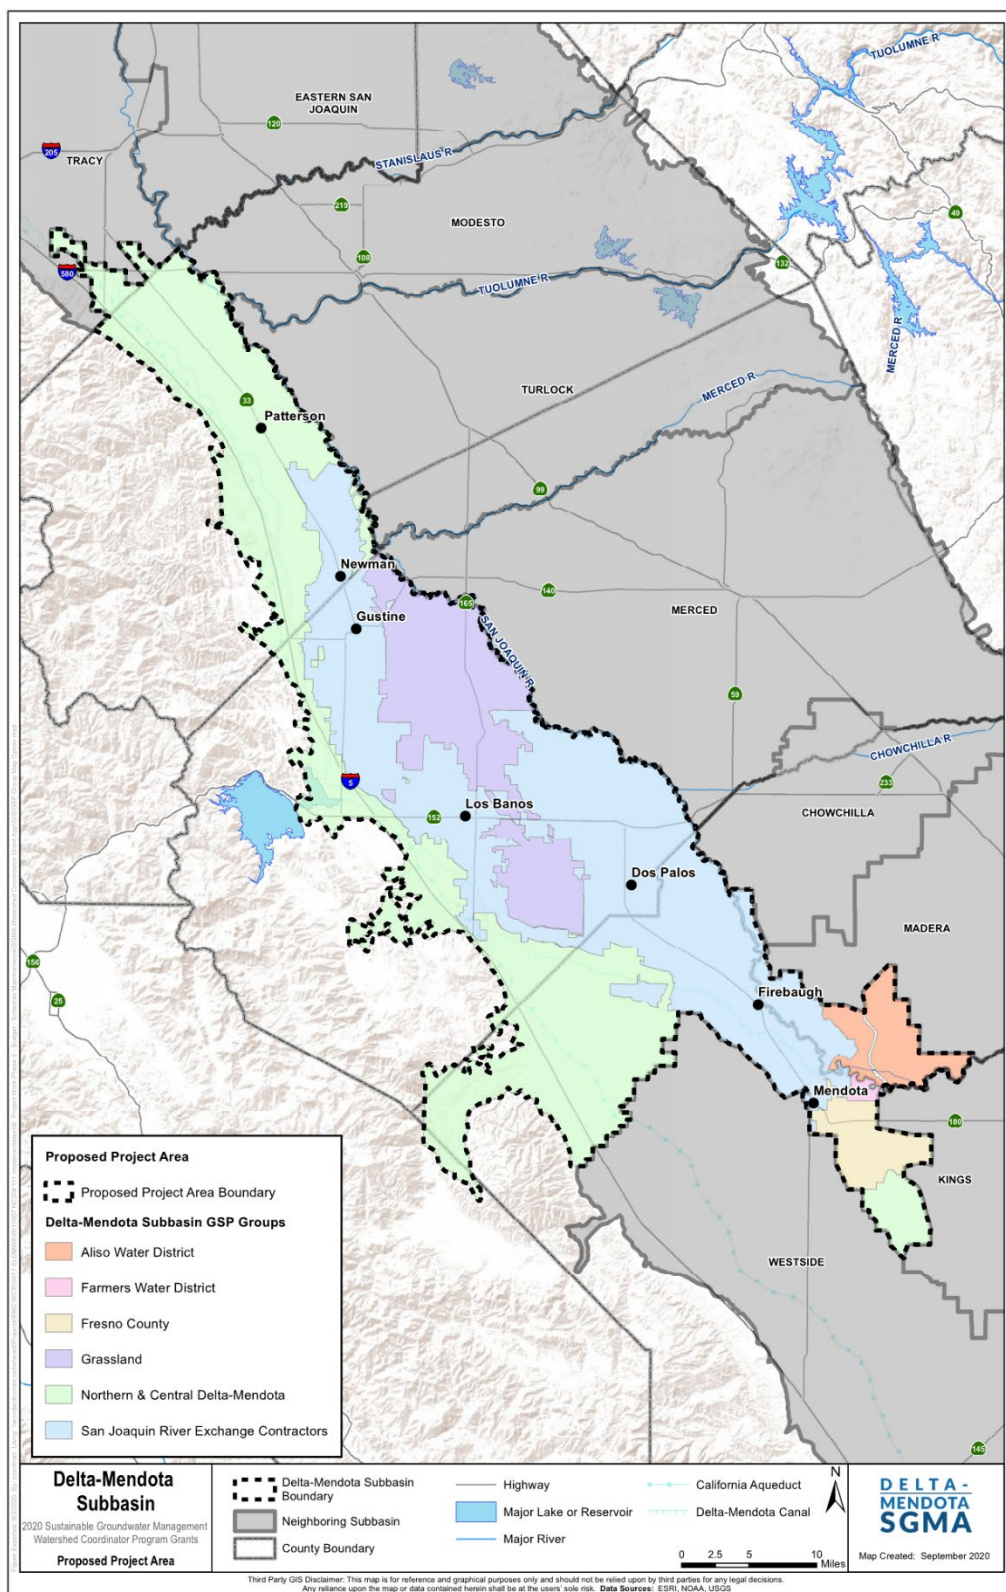 TUOLUMNE R
EASTERN SAN
JOAQUIN
120
STANISLAUS R
205
TRACY
219
MODESTO
49
108
132
580
TUOLUMNE R
MERCED R
MERCED R
TURLOCK
33
Patterson
99
Newman
140
165
Gustine
MERCED
SAN JOAQUIN R
59
CHOWCHILLA R
5
233
152
Los Banos
CHOWCHILLA
Dos Palos
MADERA
156
25
Firebaugh
Mendota
180
KINGS
WESTSIDE
145
Proposed Project Area
Proposed Project Area Boundary
Delta-Mendota Subbasin GSP Groups
Aliso Water District
Farmers Water District
Fresno County
Grassland
Northern & Central Delta-Mendota
San Joaquin River Exchange Contractors
Delta-Mendota
Subbasin
2020 Sustainable Groundwater Management
Watershed Coordinator Program Grants
Proposed Project Area
Delta-Mendota Subbasin
Boundary
Neighboring Subbasin
County Boundary
Highway
Major Lake or Reservoir
Major River
California Aqueduct
Delta-Mendota Canal
N
0 2.5 5 10
Miles
DELTA-
MENDOTA
SGMA
Map Created: September 2020
Third Party GIS Disclaimer: This map is for reference and graphical purposes only and should not be relied upon by third parties for any legal decisions.
Any reliance upon the map or data contained herein shall be at the users' sole risk. Data Sources: ESRI, NOAA, USGS